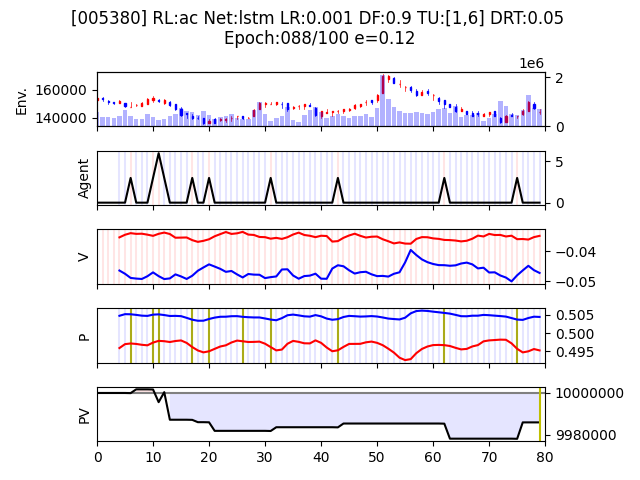 [005380] RL:ac Net:lstm LR:0.001 DF:0.9 TU:[1,6] DRT:0.05
Epoch:088/100 e=0.12
1e6
Env.
160000
140000
2
0
Agent
5
0
V
−0.04
−0.05
P
0.505
0.500
0.495
PV
10000000
9980000
0 10 20 30 40 50 60 70 80